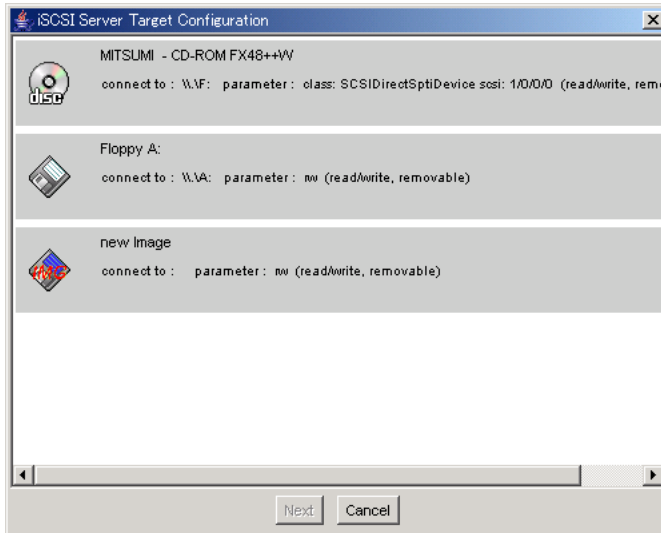 iSCSI Server Target Configuration
MITSUMI - CD-ROM FX48++W
connect to : \\.\F: parameter : class: SCSIDirectSptiDevice scsi: 1/0/0/0 (read/write, remo
disc
Floppy A:
connect to : \\.\A: parameter : rw (read/write, removable)
new Image
connect to : parameter : rw (read/write, removable)
IMG
Next
Cancel